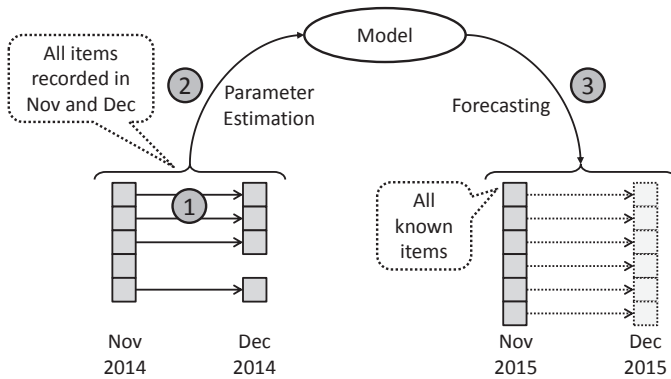 All items
recorded in
Nov and Dec
2
Model
3
Parameter
Estimation
Forecasting
1
All
known
items
Nov
2014
Dec
2014
Nov
2015
Dec
2015